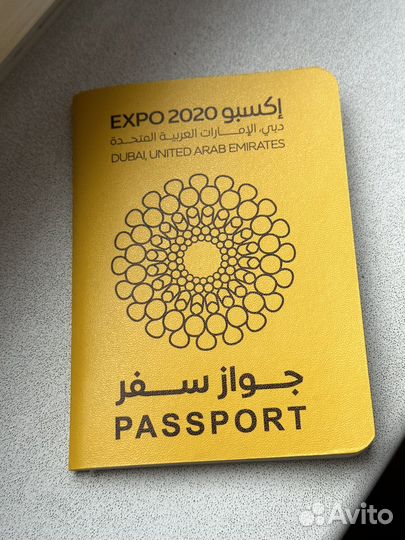 EXPO 2020 إكسبو
دبي، الإمارات العربية المتحدة
DUBAI, UNITED ARAB EMIRATES
جواز سفر
PASSPORT
Avito